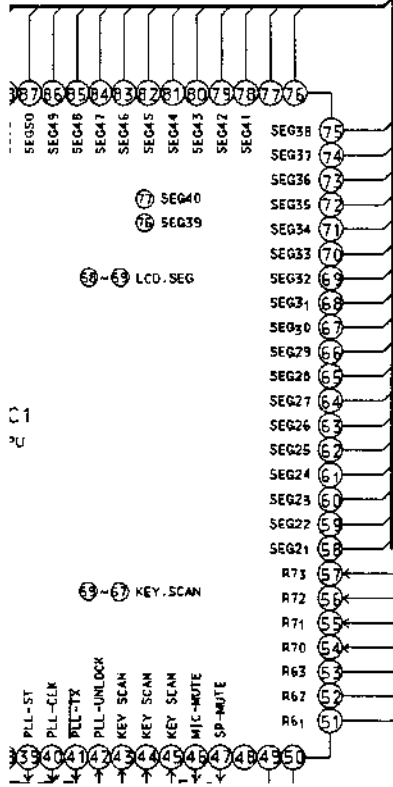 87 86 85 84 83 82 81 80 79 78 77 76
SEG50 SEG49 SEG48 SEG47 SEG46 SEG45 SEG44 SEG43 SEG42 SEG41
SEG38 75
SEG37 74
SEG36 73
77 SEG40
SEG35 72
76 SEG39
SEG34 71
SEG33 70
68~69 LCD.SEG
SEG32 69
SEG31 68
SEG30 67
SEG29 66
SEG28 65
SEG27 64
C1
SEG26 63
PU
SEG25 62
SEG24 61
SEG23 60
SEG22 59
SEG21 58
R73 57
59~67 KEY.SCAN
R72 56
R71 55
R70 54
R63 53
R62 52
R61 51
PLL-ST PLL-CLK PLL-TX PLL-UNLOCK KEY SCAN KEY SCAN KEY SCAN MIC-MUTE SP-MUTE
39 40 41 42 43 44 45 46 47 48 49 50